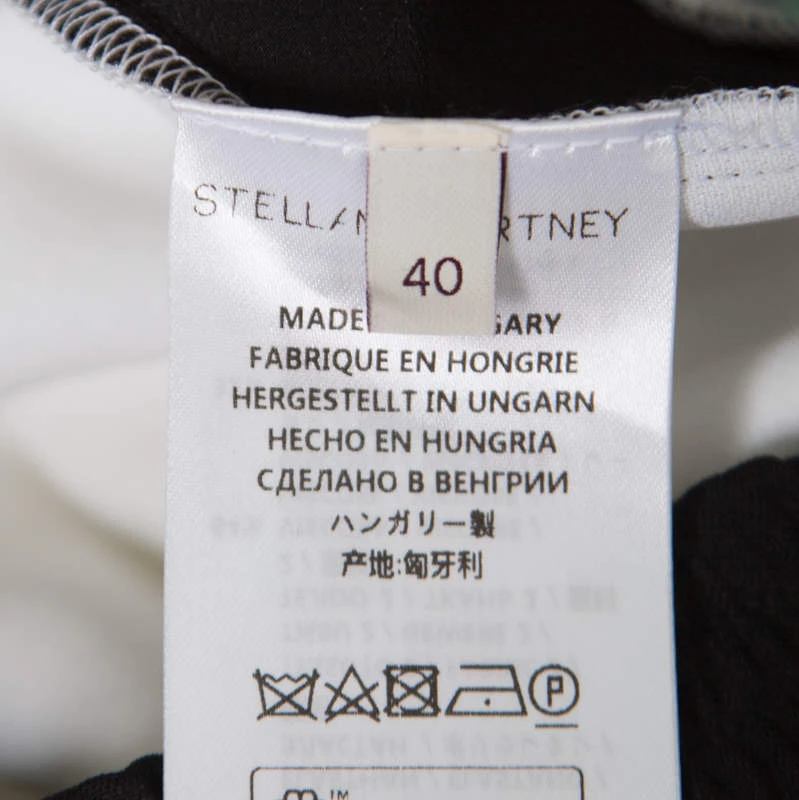 STELLA RTNEY
40
MADE GARY
FABRIQUE EN HONGRIE
HERGESTELLT IN UNGARN
HECHO EN HUNGRIA
СДЕЛАНО В ВЕНГРИИ
ハンガリー製
产地:匈牙利
P
TM